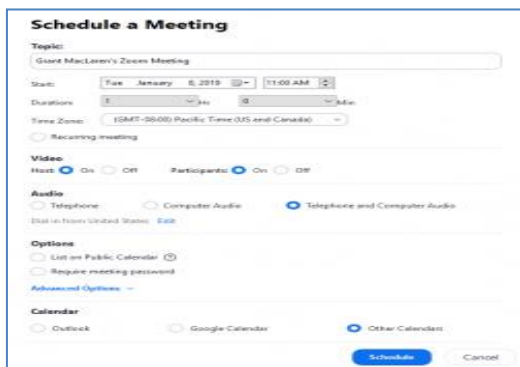 Schedule a Meeting
Topic:
Grant MacLaren's Zoom Meeting
Start: Tue January 8, 2019 11:00 AM
Duration: 1 Hr 0 Min
Time Zone: (GMT-08:00) Pacific Time (US and Canada)
Recurring meeting
Video
Host: On Off Participants: On Off
Audio
Telephone Computer Audio Telephone and Computer Audio
Dial in from United States Edit
Options
List on Public Calendar
Require meeting password
Advanced Options
Calendar
Outlook Google Calendar Other Calendars
Schedule Cancel